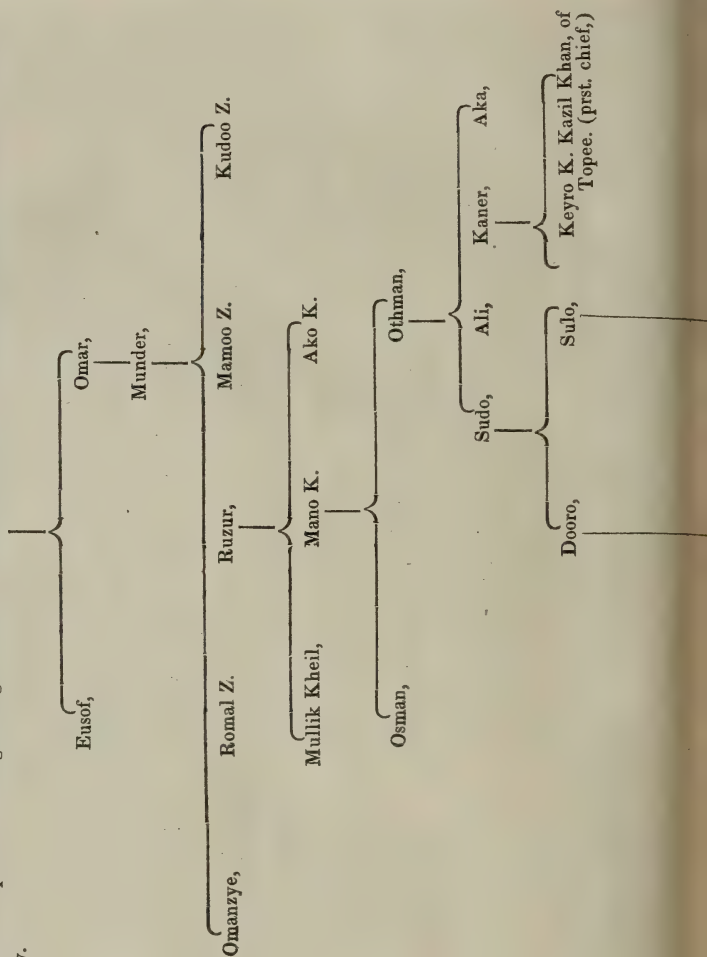 Eusof, Omar,
Munder,
Omanzye, Romal Z. Ruzur, Mamoo Z. Kudoo Z.
Mullik Kheil, Mano K. Ako K.
Osman, Othman,
Sudo, Ali, Kaner, Aka,
Dooro, Sulo, Keyro K. Kazil Khan, of
Topee. (prst. chief,)